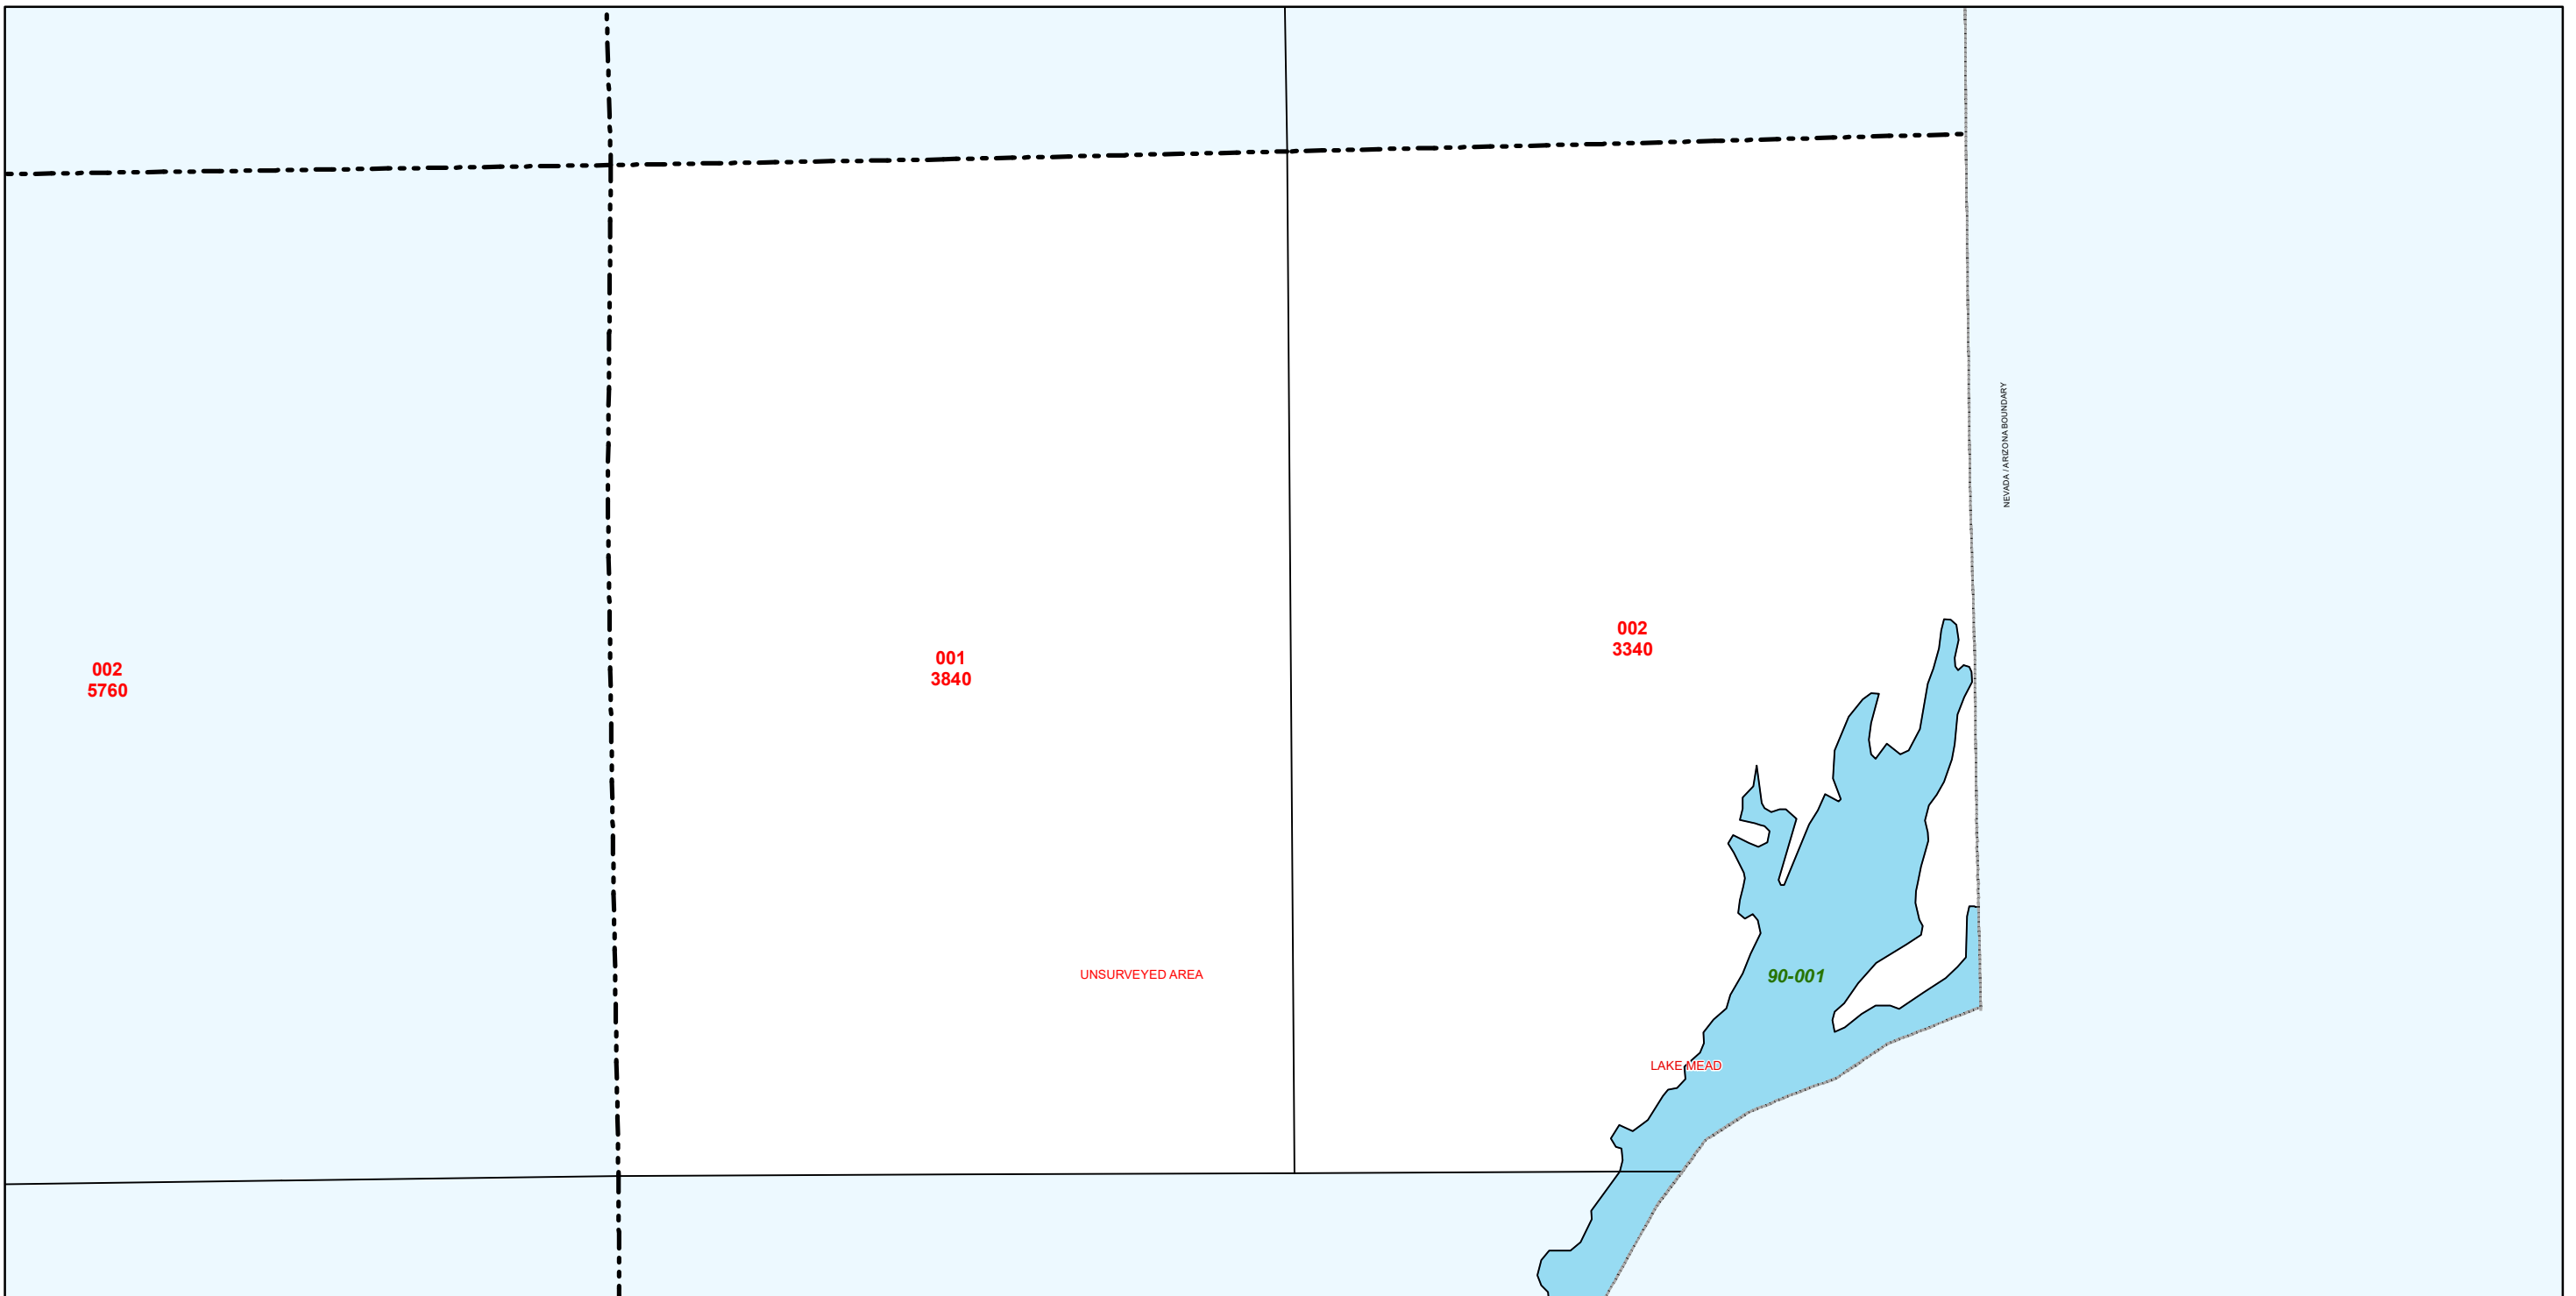 002
5760
001
3840
002
3340
NEVADA / ARIZONA BOUNDARY
UNSURVEYED AREA
90-001
LAKE MEAD